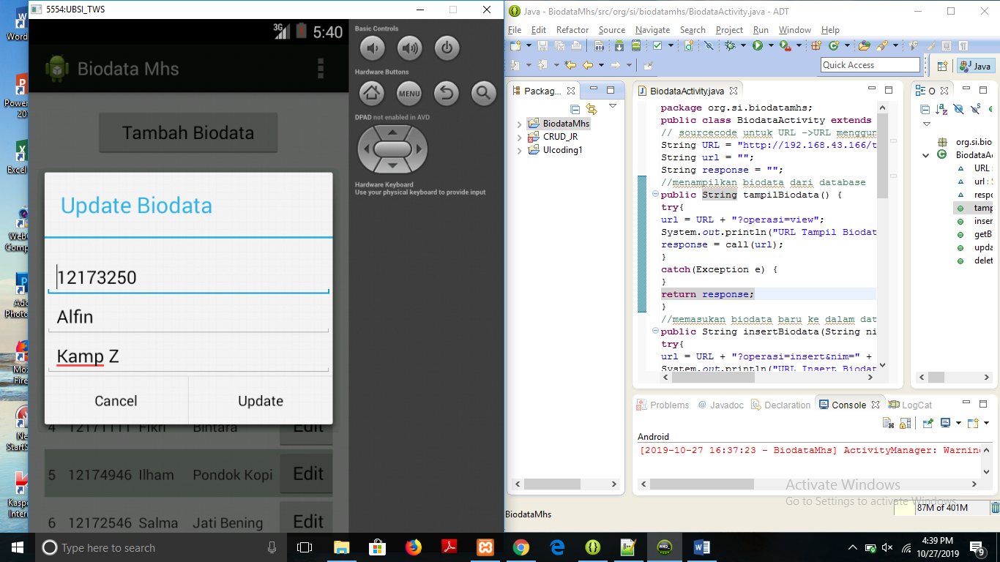 5554:UBSI_TWS
3G
5:40
Biodata Mhs
Tambah Biodata
Update Biodata
12173250
Alfin
Kamp Z
Cancel
Update
4 12171111 Fikri Bintara Edit
5 12174946 Ilham Pondok Kopi Edit
6 12172546 Salma Jati Bening Edit
Basic Controls
Hardware Buttons
MENU
DPAD not enabled in AVD
Hardware Keyboard
Use your physical keyboard to provide input
Word
Power
20
Excel
Comp
Photo
Moz
Fire
Ne
StartS
Kasp
Inter
Java - BiodataMhs/src/org/si/biodatamhs/BiodataActivity.java - ADT
File Edit Refactor Source Navigate Search Project Run Window Help
Quick Access
Java
Packag...
BiodataMhs
CRUD_JR
UIcoding1
BiodataActivity.java
package org.si.biodatamhs;
public class BiodataActivity extends
// sourcecode untuk URL ->URL menggun
String URL = "http://192.168.43.166/t
String url = "";
String response = "";
//menampilkan biodata dari database
public String tampilBiodata() {
try{
url = URL + "?operasi=view";
System.out.println("URL Tampil Biodat
response = call(url);
}
catch(Exception e) {
}
return response;
}
//memasukan biodata baru ke dalam dat
public String insertBiodata(String ni
try{
url = URL + "?operasi=insert&nim=" +
System.out.println("URL Insert Biodat
O
org.si.bio
BiodataA
URL :
url : S
respo
tamp
inser
getB
upda
delet
Problems @ Javadoc Declaration Console LogCat
Android
[2019-10-27 16:37:23 - BiodataMhs] ActivityManager: Warnin
Activate Windows
Go to Settings to activate Windows.
BiodataMhs
87M of 401M
Type here to search
4:39 PM
10/27/2019
9